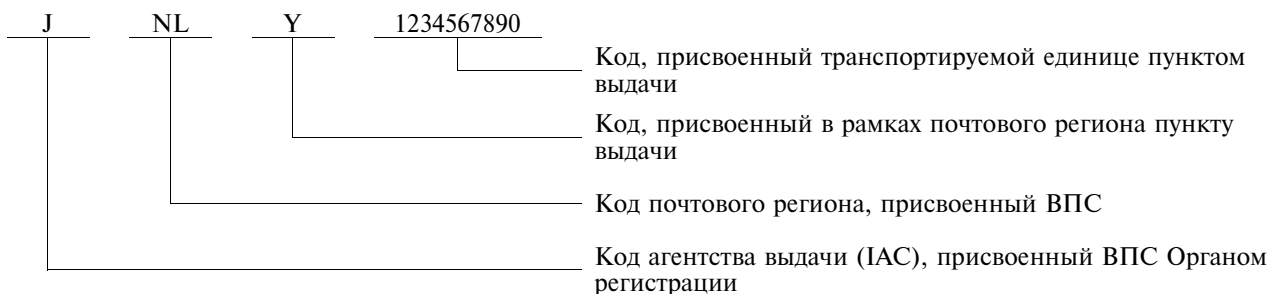 J NL Y 1234567890
Код, присвоенный транспортируемой единице пунктом
выдачи
Код, присвоенный в рамках почтового региона пункту
выдачи
Код почтового региона, присвоенный ВПС
Код агентства выдачи (IAC), присвоенный ВПС Органом
регистрации